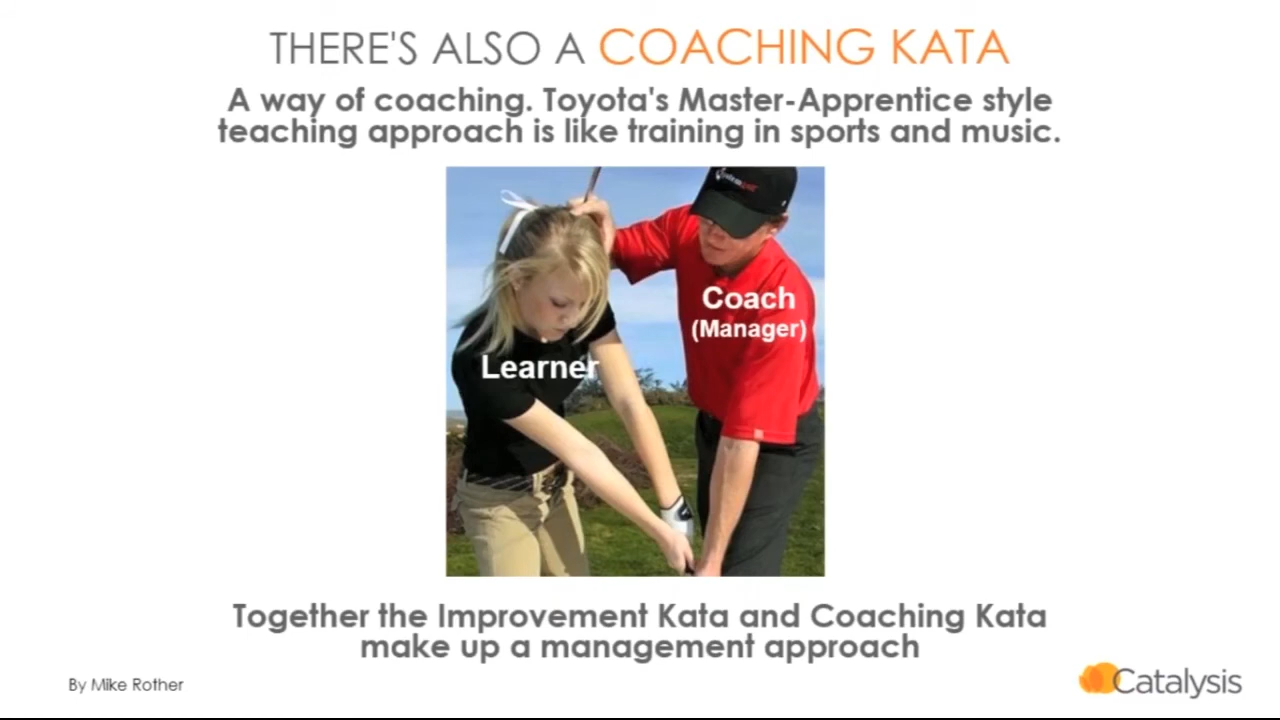 THERE'S ALSO A COACHING KATA
A way of coaching. Toyota's Master-Apprentice style
teaching approach is like training in sports and music.
Coach
(Manager)
Learner
Together the Improvement Kata and Coaching Kata
make up a management approach
By Mike Rother
Catalysis